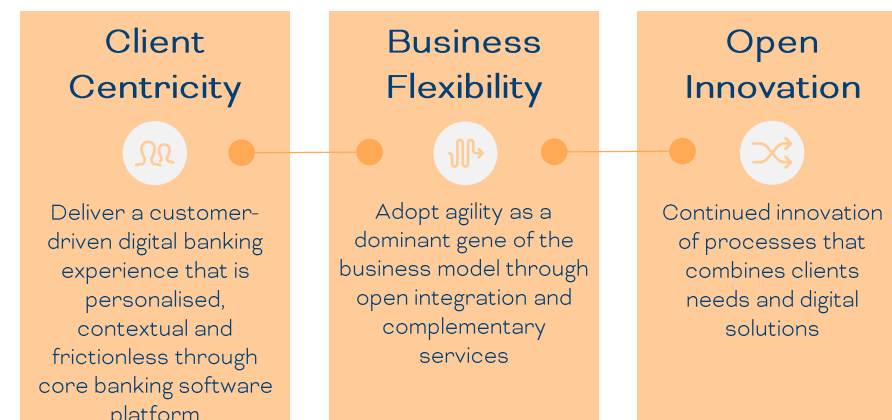 Client
Centricity
Deliver a customer-
driven digital banking
experience that is
personalised,
contextual and
frictionless through
core banking software
platform
Business
Flexibility
Adopt agility as a
dominant gene of the
business model through
open integration and
complementary
services
Open
Innovation
Continued innovation
of processes that
combines clients
needs and digital
solutions